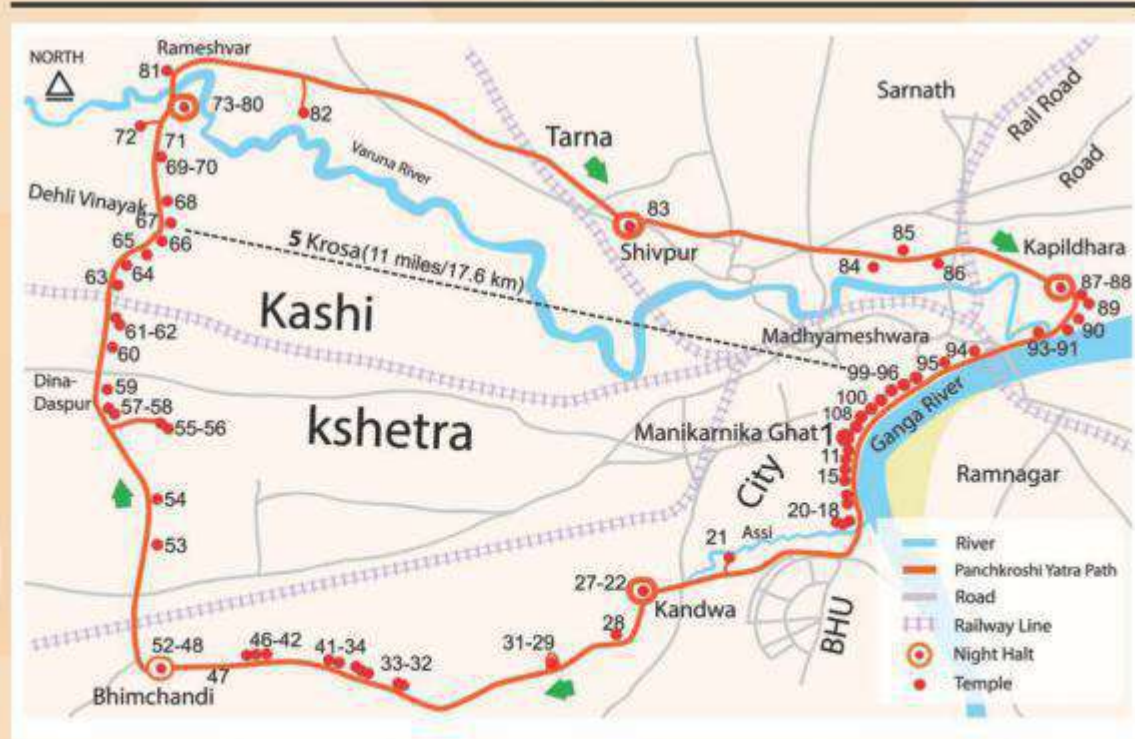 Rameshvar
NORTH
81
73-80
82
72
71
69-70
Sarnath
Rail Road
Road
Tarna
Varuna River
Dehli Vinayak
68
67
66
65
64
63
83
Shivpur
85
84
86
Kapildhara
87-88
89
90
93-91
5 Krosa(11 miles/17.6 km)
Kashi
61-62
60
Madhyameshwara
94
95
99-96
100
108
Dina-
Daspur
59
57-58
55-56
kshetra
Manikarnika Ghat
1
11
15
Ganga River
City
Ramnagar
54
20-18
Assi
21
53
27-22
Kandwa
BHU
28
31-29
52-48
46-42
47
41-34
33-32
Bhimchandi
River
Panchkroshi Yatra Path
Road
Railway Line
Night Halt
Temple